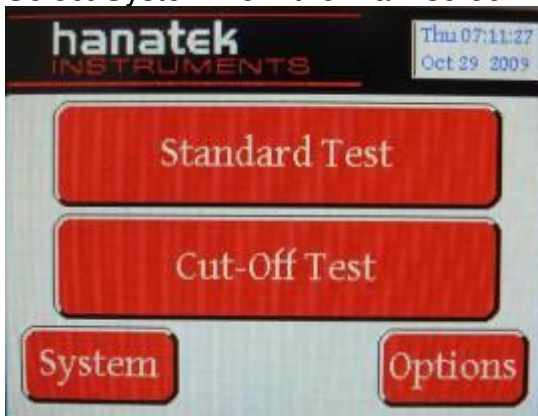 hanatek
INSTRUMENTS
Thu 07:11:27
Oct 29 2009
Standard Test
Cut-Off Test
System
Options